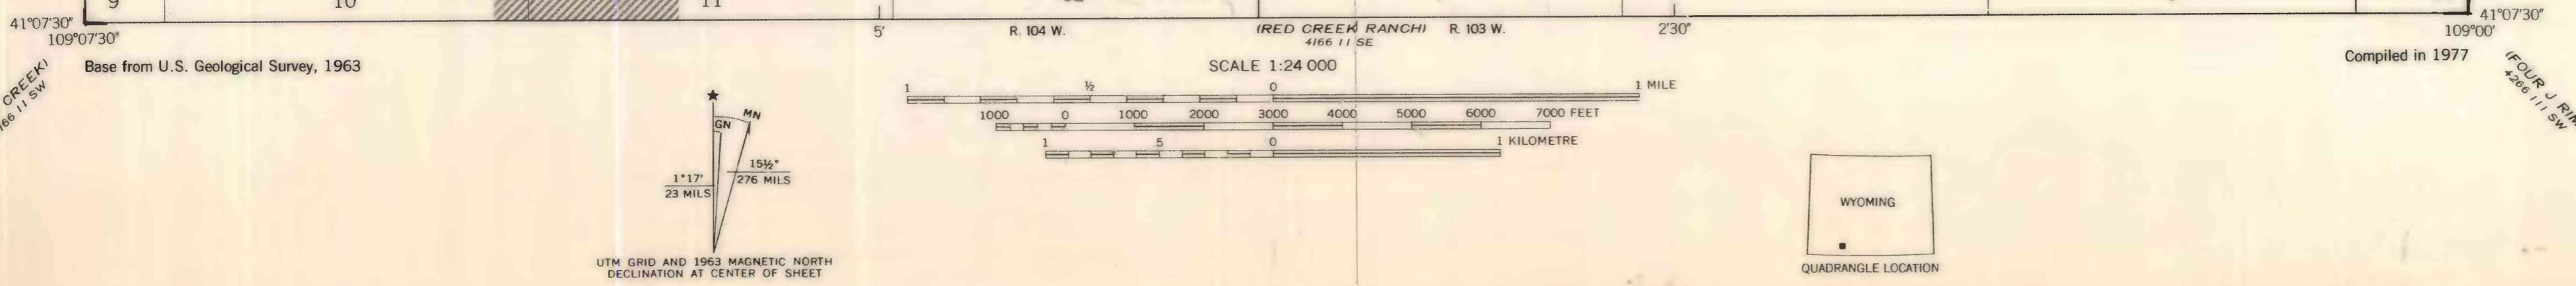 9 10 11
41°07'30" 5' R. 104 W. (RED CREEK RANCH) R. 103 W. 2'30" 41°07'30"
109°07'30" 4166 11 SE 109°00'
CREEK)
166 11 SW
Base from U.S. Geological Survey, 1963
SCALE 1:24 000
Compiled in 1977
(FOUR J RIM
4266 111 SW
1 ½ 0 1 MILE
1000 0 1000 2000 3000 4000 5000 6000 7000 FEET
1 .5 0 1 KILOMETRE
★
GN MN
1°17' 15½°
23 MILS 276 MILS
UTM GRID AND 1963 MAGNETIC NORTH
DECLINATION AT CENTER OF SHEET
WYOMING
QUADRANGLE LOCATION